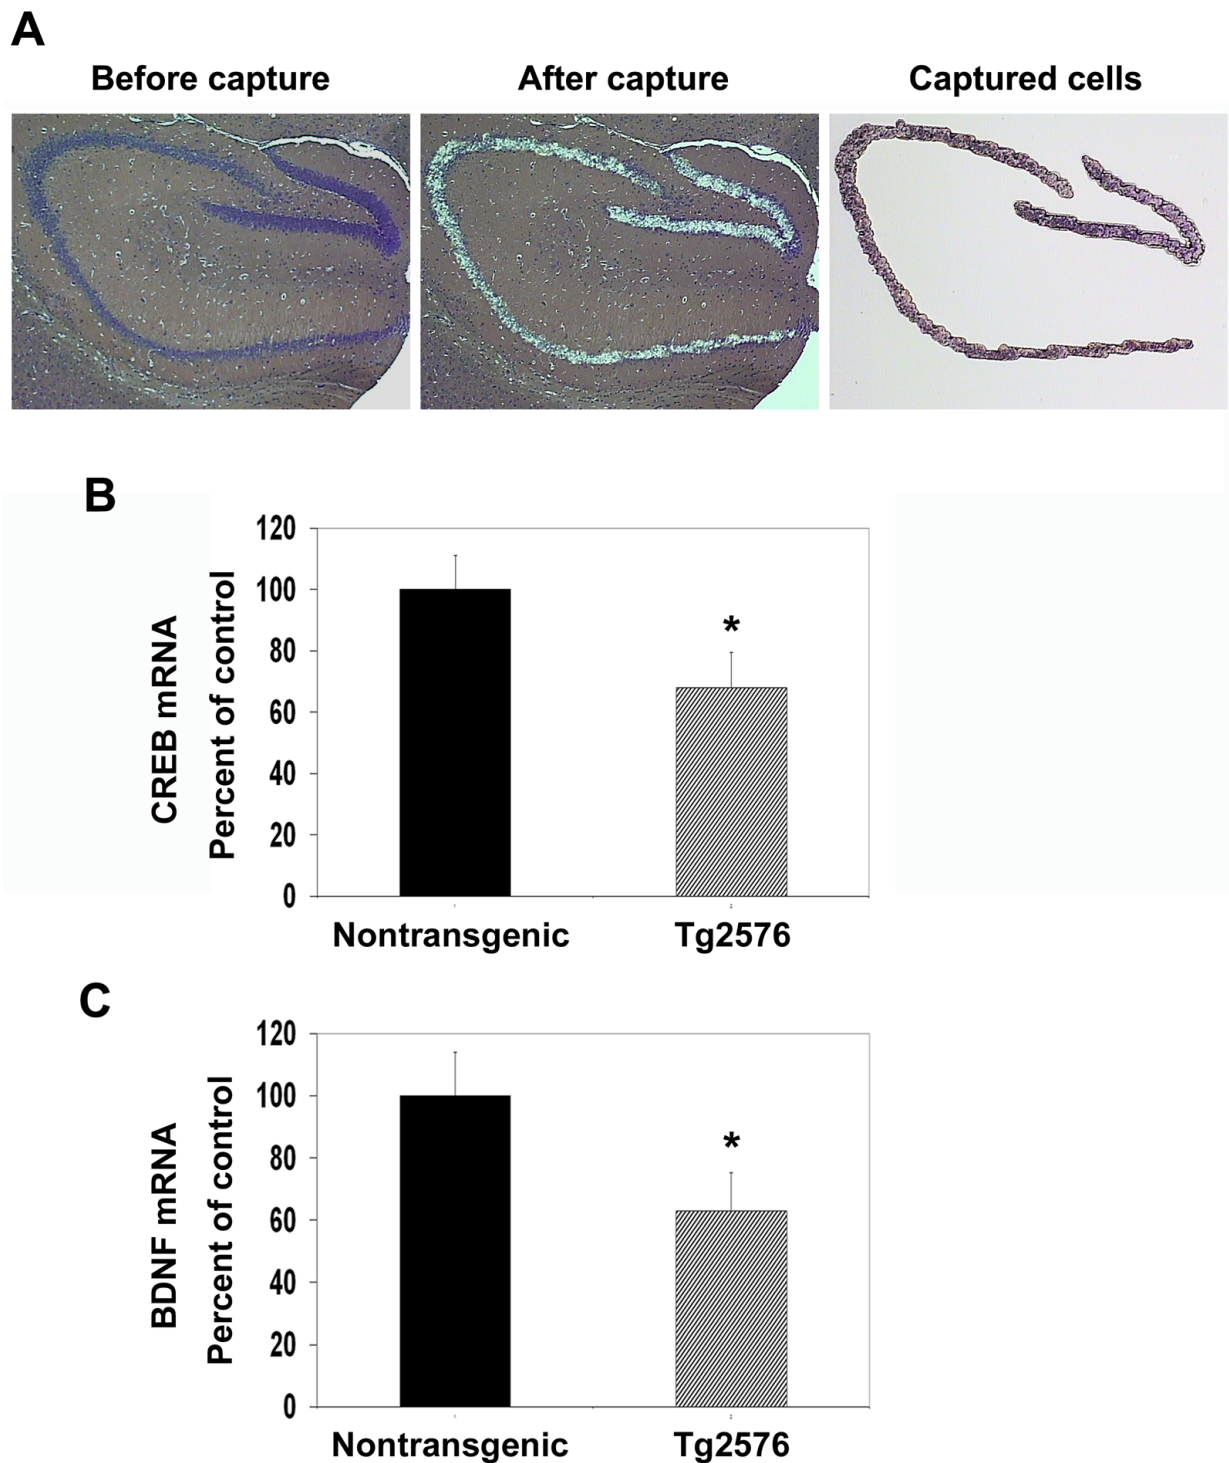 A
Before capture
After capture
Captured cells
B
CREB mRNA
Percent of control
120
100
80
60
40
20
0
*
Nontransgenic
Tg2576
C
BDNF mRNA
Percent of control
120
100
80
60
40
20
0
*
Nontransgenic
Tg2576